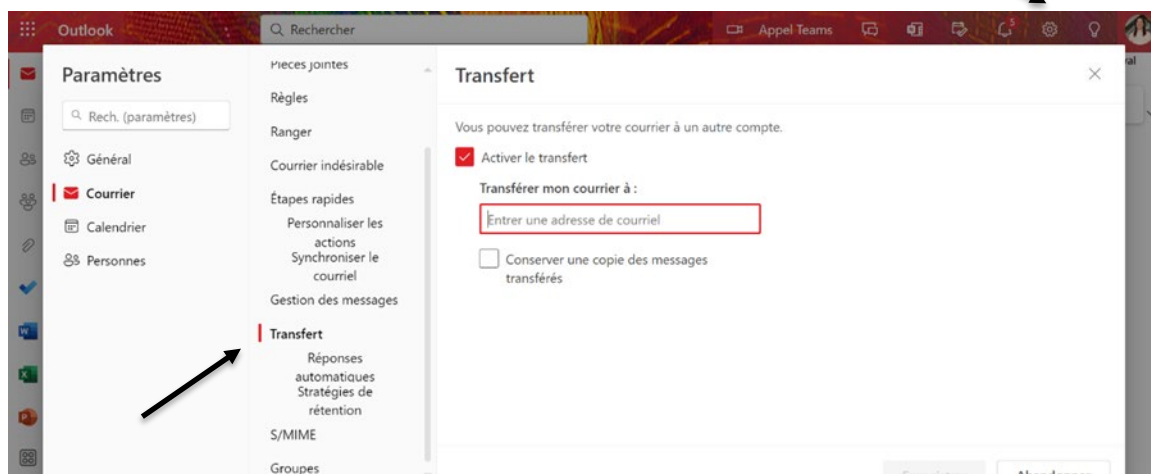 Outlook
Rechercher
Appel Teams
5
Paramètres
Rech. (paramètres)
Général
Courrier
Calendrier
Personnes
Pièces jointes
Règles
Ranger
Courrier indésirable
Étapes rapides
Personnaliser les
actions
Synchroniser le
courriel
Gestion des messages
Transfert
Réponses
automatiques
Stratégies de
rétention
S/MIME
Groupes
Transfert
Vous pouvez transférer votre courrier à un autre compte.
Activer le transfert
Transférer mon courrier à :
Entrer une adresse de courriel
Conserver une copie des messages
transférés